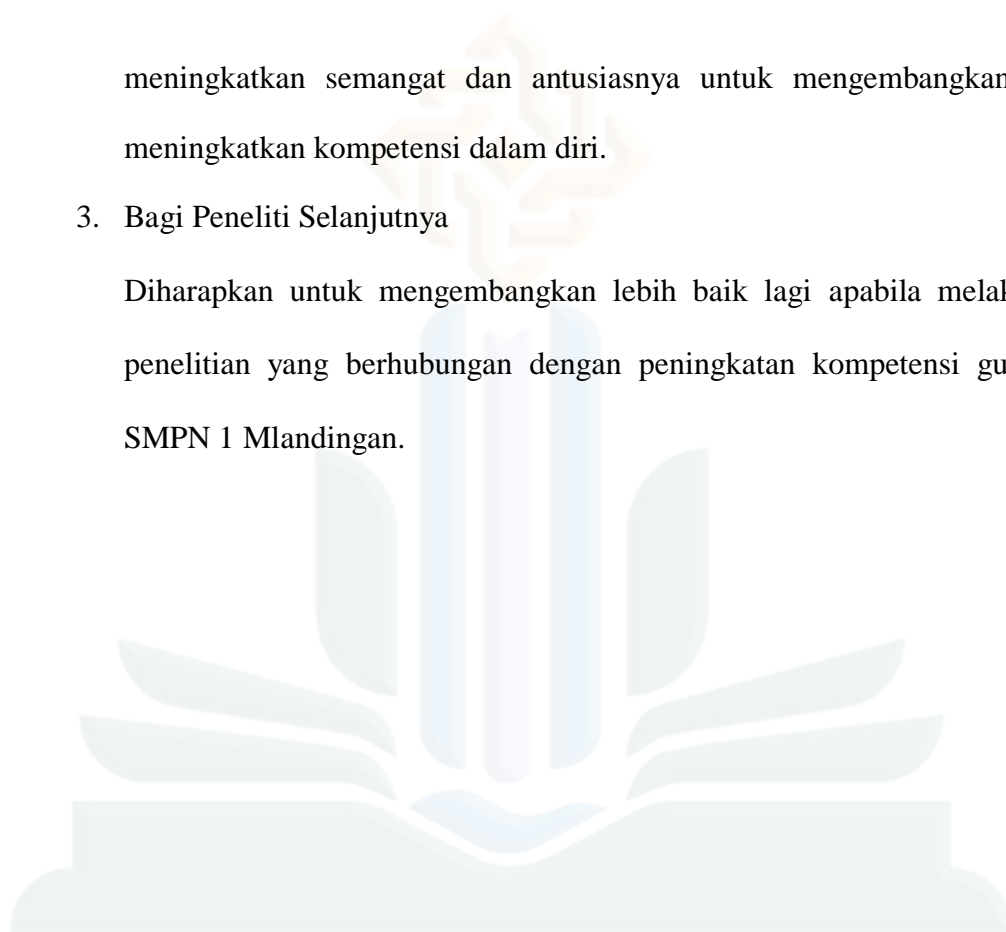 meningkatkan semangat dan antusiasnya untuk mengembangkan
meningkatkan kompetensi dalam diri.
3. Bagi Peneliti Selanjutnya
Diharapkan untuk mengembangkan lebih baik lagi apabila
penelitian yang berhubungan dengan peningkatan kompetensi
SMPN 1 Mlandingan.